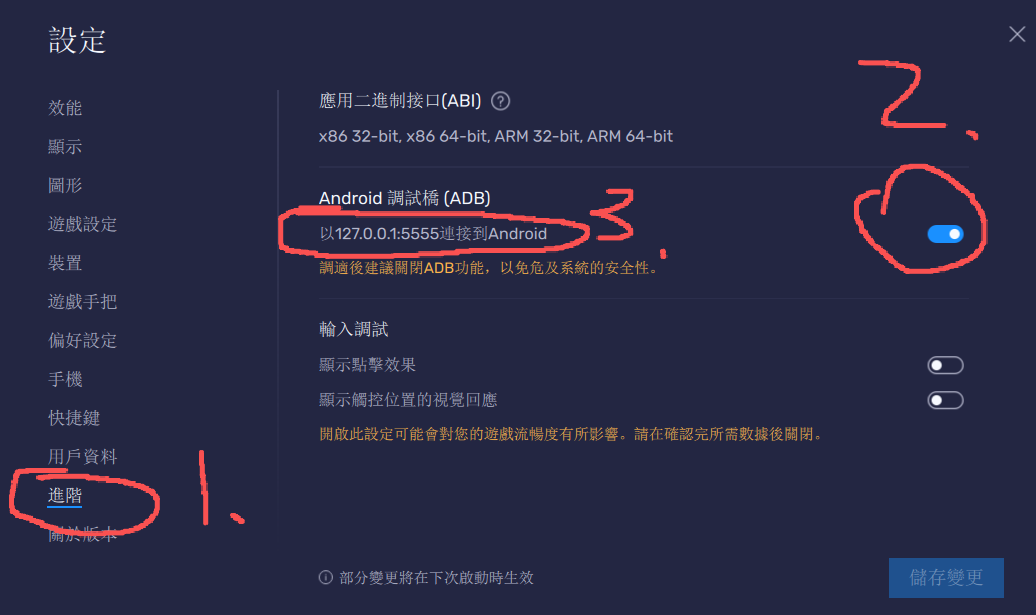 設定
效能
顯示
圖形
遊戲設定
裝置
遊戲手把
偏好設定
手機
快捷鍵
用戶資料
進階
關於版本
1.
應用二進制接口(ABI) ?
x86 32-bit, x86 64-bit, ARM 32-bit, ARM 64-bit
2.
Android 調試橋 (ADB)
以127.0.0.1:5555連接到Android
3.
調適後建議關閉ADB功能，以免危及系統的安全性。
輸入調試
顯示點擊效果
顯示觸控位置的視覺回應
開啟此設定可能會對您的遊戲流暢度有所影響。請在確認完所需數據後關閉。
部分變更將在下次啟動時生效
儲存變更